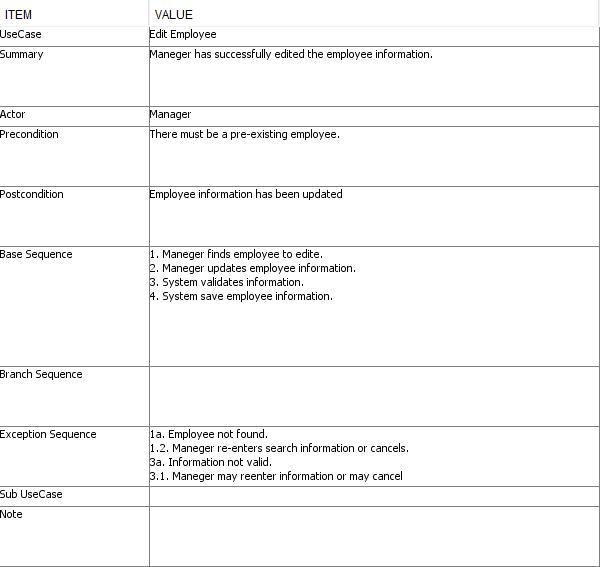 ITEM VALUE
UseCase Edit Employee
Summary Maneger has successfully edited the employee information.
Actor Manager
Precondition There must be a pre-existing employee.
Postcondition Employee information has been updated
Base Sequence 1. Maneger finds employee to edite.
2. Maneger updates employee information.
3. System validates information.
4. System save employee information.
Branch Sequence
Exception Sequence 1a. Employee not found.
1.2. Maneger re-enters search information or cancels.
3a. Information not valid.
3.1. Maneger may reenter information or may cancel
Sub UseCase
Note